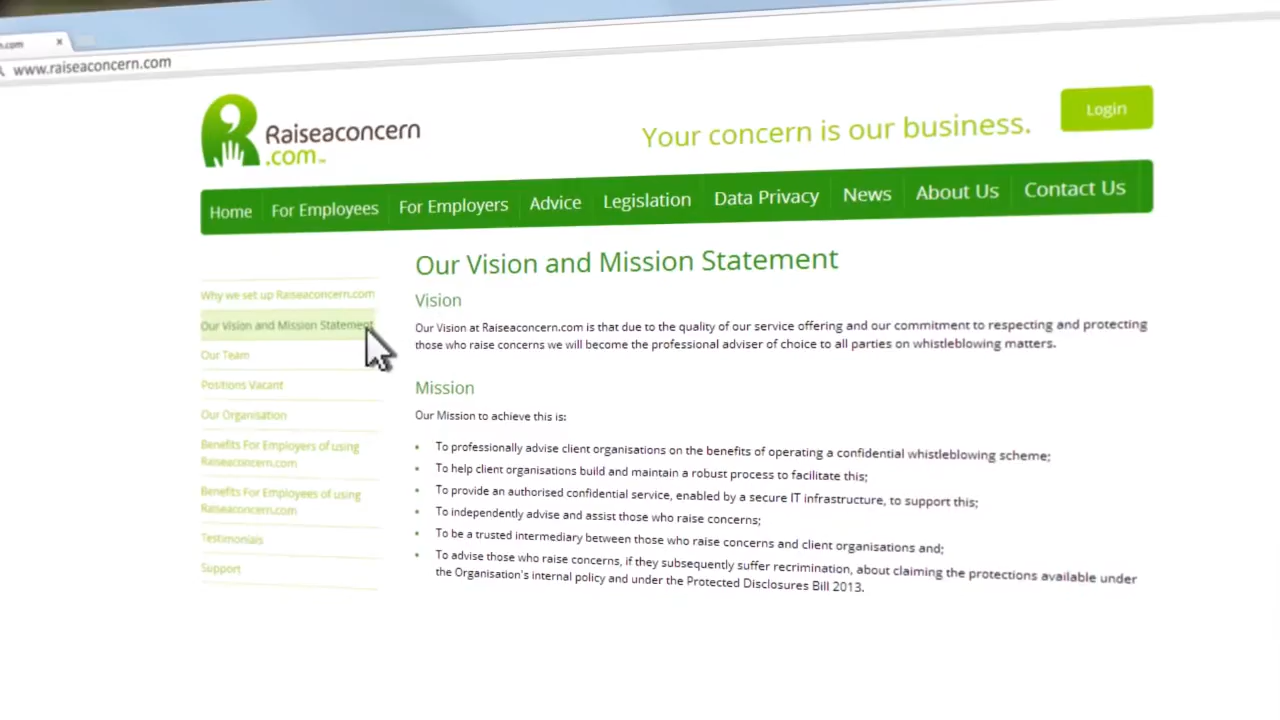 www.raiseaconcern.com
Raiseaconcern
.com
Your concern is our business.
Login
Home For Employees For Employers Advice Legislation Data Privacy News About Us Contact Us
Why we set up Raiseaconcern.com
Our Vision and Mission Statement
Our Team
Positions Vacant
Our Organisation
Benefits For Employers of using
Raiseaconcern.com
Benefits For Employees of using
Raiseaconcern.com
Testimonials
Support
Our Vision and Mission Statement
Vision
Our Vision at Raiseaconcern.com is that due to the quality of our service offering and our commitment to respecting and protecting
those who raise concerns we will become the professional adviser of choice to all parties on whistleblowing matters.
Mission
Our Mission to achieve this is:
To professionally advise client organisations on the benefits of operating a confidential whistleblowing scheme;
To help client organisations build and maintain a robust process to facilitate this;
To provide an authorised confidential service, enabled by a secure IT infrastructure, to support this;
To independently advise and assist those who raise concerns;
To be a trusted intermediary between those who raise concerns and client organisations and;
To advise those who raise concerns, if they subsequently suffer recrimination, about claiming the protections available under
the Organisation's internal policy and under the Protected Disclosures Bill 2013.